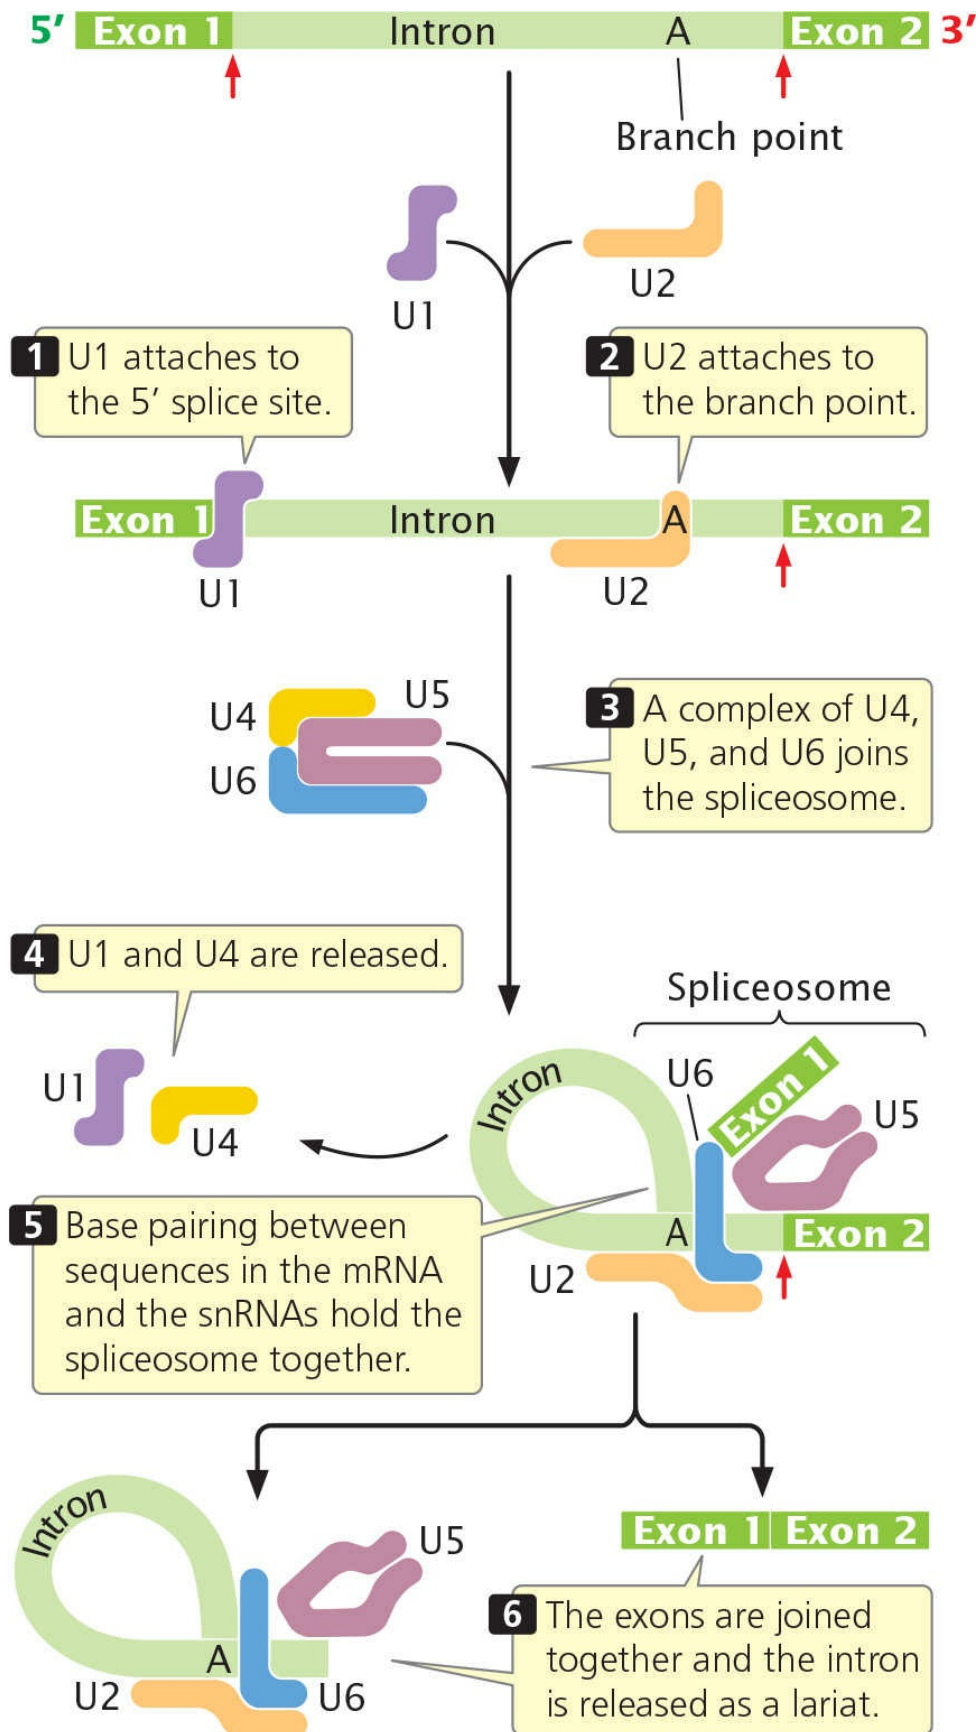 5′ Exon 1 Intron A Exon 2 3′
Branch point
U1
U2
1 U1 attaches to
the 5′ splice site.
2 U2 attaches to
the branch point.
Exon 1 Intron A Exon 2
U1
U2
U4
U5
U6
3 A complex of U4,
U5, and U6 joins
the spliceosome.
4 U1 and U4 are released.
U1
U4
Spliceosome
Intron
U6
Exon 1
U5
A
Exon 2
U2
5 Base pairing between
sequences in the mRNA
and the snRNAs hold the
spliceosome together.
Intron
U5
A
U2
U6
Exon 1 Exon 2
6 The exons are joined
together and the intron
is released as a lariat.